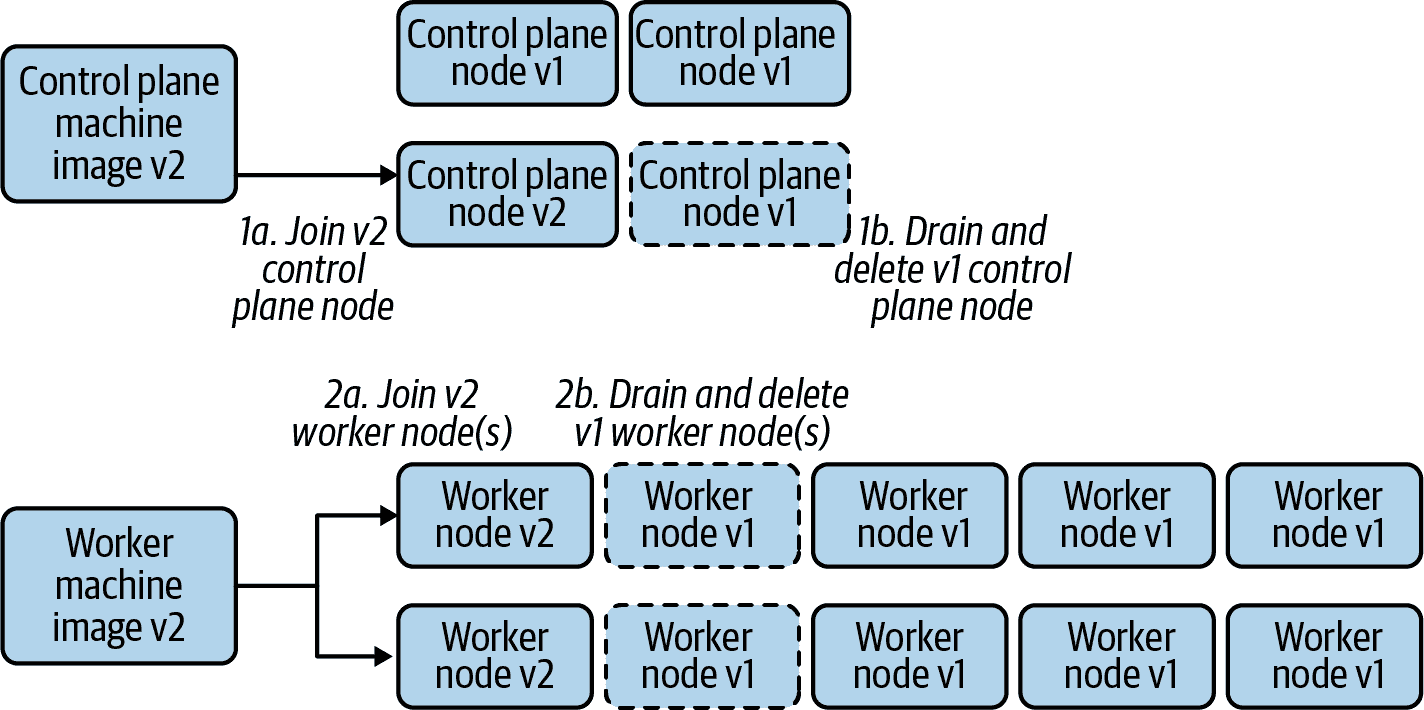 Control plane
machine
image v2
Control plane
node v1
Control plane
node v1
Control plane
node v2
Control plane
node v1
1a. Join v2
control
plane node
1b. Drain and
delete v1 control
plane node
2a. Join v2
worker node(s)
2b. Drain and delete
v1 worker node(s)
Worker
machine
image v2
Worker
node v2
Worker
node v1
Worker
node v1
Worker
node v1
Worker
node v1
Worker
node v2
Worker
node v1
Worker
node v1
Worker
node v1
Worker
node v1